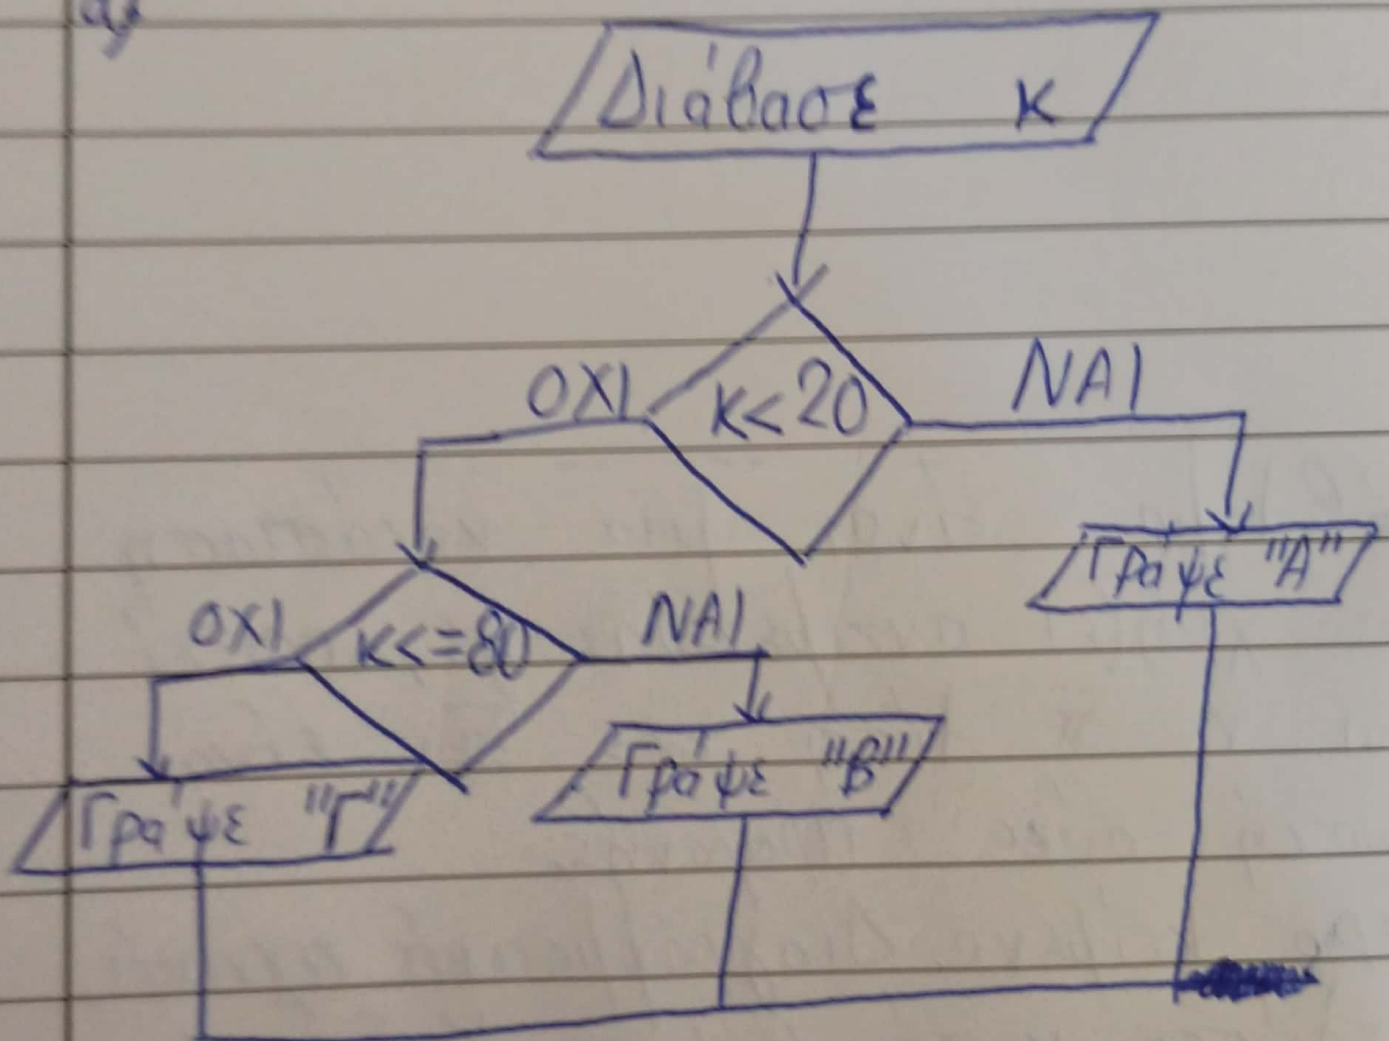 α)
Διάβασε κ
ΟΧΙ κ<20 ΝΑΙ
Γράψε "Α"
ΟΧΙ κ<=80 ΝΑΙ
Γράψε "Β"
Γράψε "Γ"